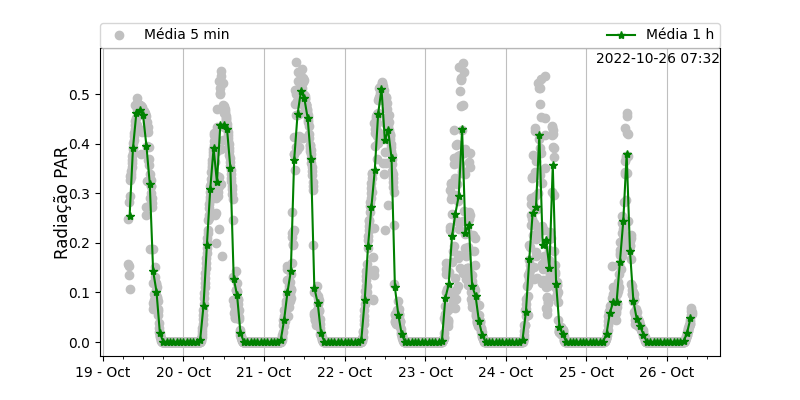 Média 5 min
Média 1 h
2022-10-26 07:32
Radiação PAR
0.5
0.4
0.3
0.2
0.1
0.0
19 - Oct
20 - Oct
21 - Oct
22 - Oct
23 - Oct
24 - Oct
25 - Oct
26 - Oct